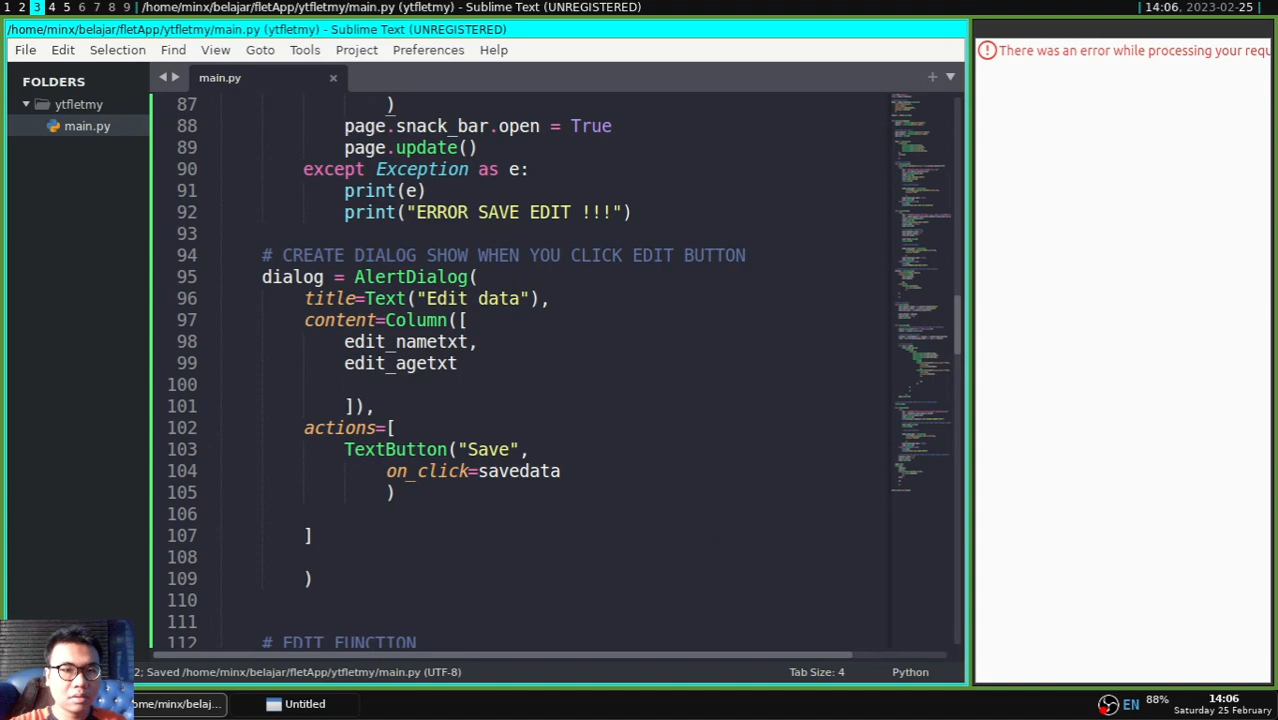 1 2 3 4 5 6 7 8 9 /home/minx/belajar/fletApp/ytfletmy/main.py (ytfletmy) - Sublime Text (UNREGISTERED)
14:06, 2023-02-25
/home/minx/belajar/fletApp/ytfletmy/main.py (ytfletmy) - Sublime Text (UNREGISTERED)
File Edit Selection Find View Goto Tools Project Preferences Help
There was an error while processing your requ
FOLDERS
ytfletmy
main.py
main.py ×
87 )
88 page.snack_bar.open = True
89 page.update()
90 except Exception as e:
91 print(e)
92 print("ERROR SAVE EDIT !!!")
93
94 # CREATE DIALOG SHOW WHEN YOU CLICK EDIT BUTTON
95 dialog = AlertDialog(
96 title=Text("Edit data"),
97 content=Column([
98 edit_nametxt,
99 edit_agetxt
100
101 ]),
102 actions=[
103 TextButton("Save",
104 on_click=savedata
105 )
106
107 ]
108
109 )
110
111
112 # EDIT FUNCTION
2; Saved /home/minx/belajar/fletApp/ytfletmy/main.py (UTF-8)
Tab Size: 4
Python
ome/minx/belaj...
Untitled
EN 88%
14:06
Saturday 25 February